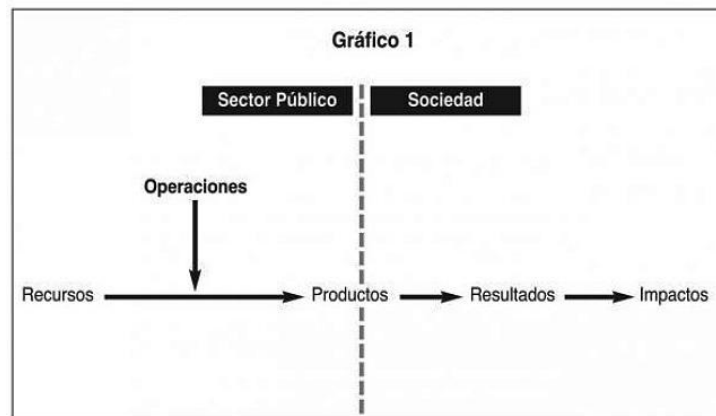 Gráfico 1
Sector Público Sociedad
Operaciones
Recursos Productos Resultados Impactos